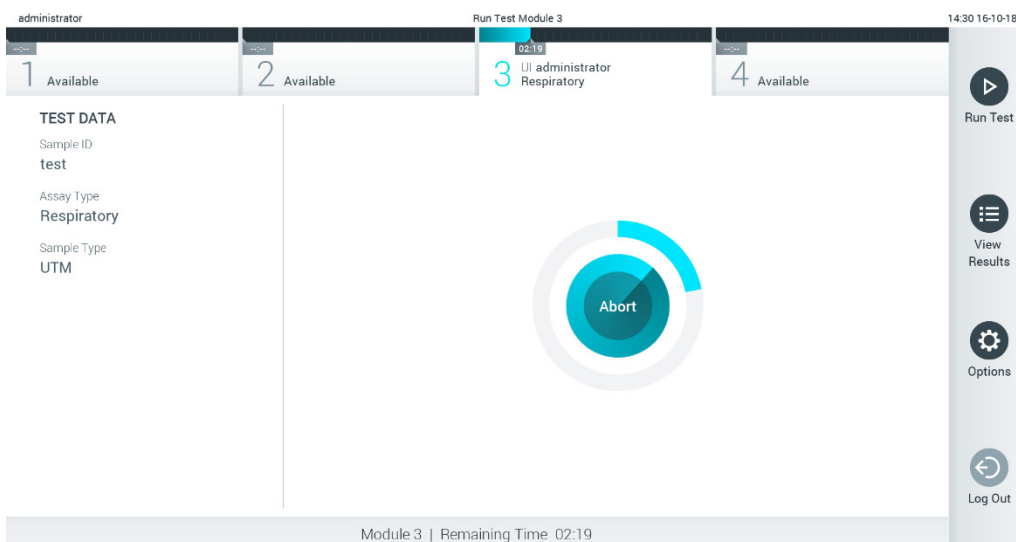 administrator
Run Test Module 3
14:30 16-10-18
--:--
1 Available
--:--
2 Available
02:19
3 UI administrator
Respiratory
--:--
4 Available
Run Test
TEST DATA
Sample ID
test
Assay Type
Respiratory
Sample Type
UTM
Abort
View
Results
Options
Log Out
Module 3 | Remaining Time 02:19